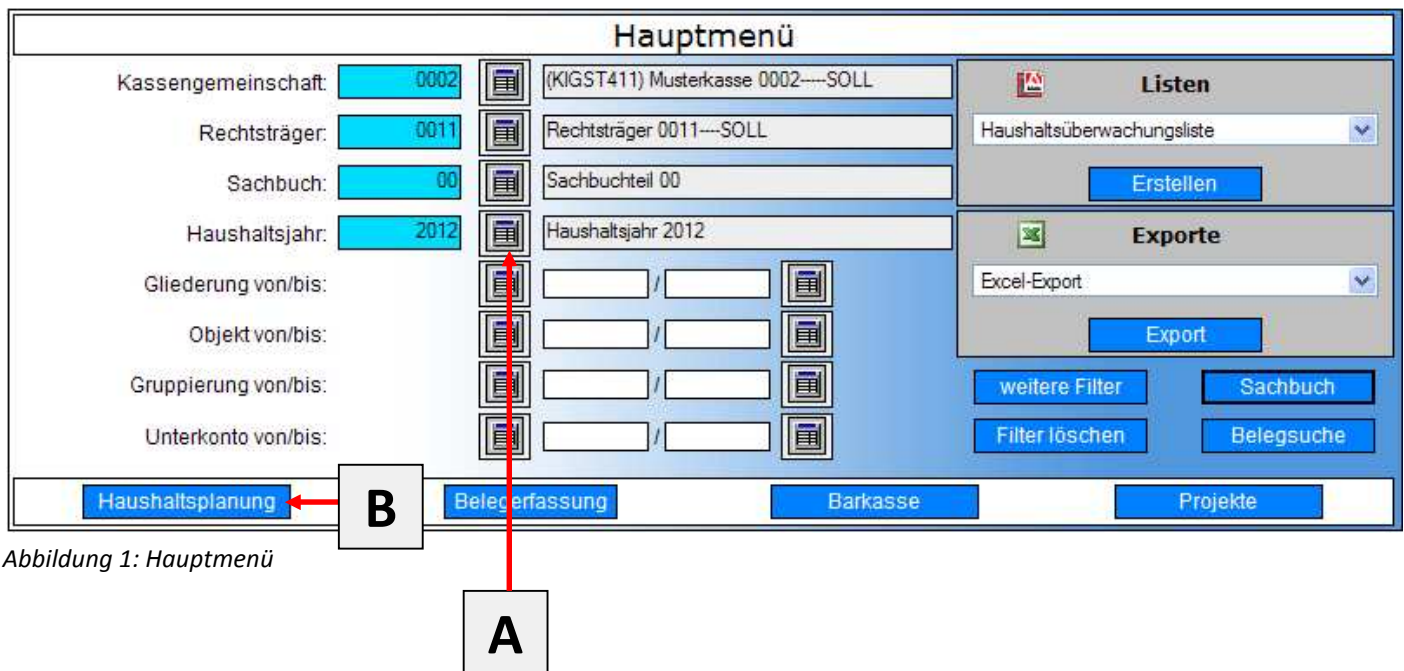 Hauptmenü
Kassengemeinschaft: 0002 (KIGST411) Musterkasse 0002-----SOLL
Rechtsträger: 0011 Rechtsträger 0011----SOLL
Sachbuch: 00 Sachbuchteil 00
Haushaltsjahr: 2012 Haushaltsjahr 2012
Gliederung von/bis: /
Objekt von/bis: /
Gruppierung von/bis: /
Unterkonto von/bis: /
Listen
Haushaltsüberwachungsliste
Erstellen
Exporte
Excel-Export
Export
weitere Filter Sachbuch
Filter löschen Belegsuche
Haushaltsplanung B Belegerfassung Barkasse Projekte
Abbildung 1: Hauptmenü
A